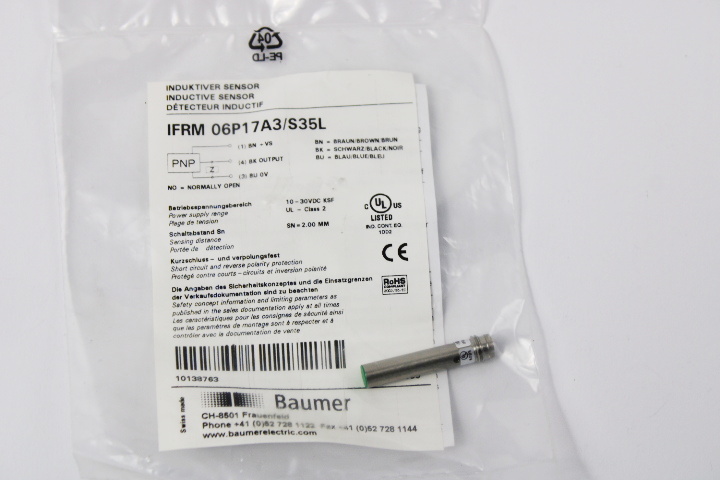 04
PE-LD
INDUKTIVER SENSOR
INDUCTIVE SENSOR
DÉTECTEUR INDUCTIF
IFRM 06P17A3/S35L
(1) BN +VS
PNP
Z
(4) BK OUTPUT
(3) BU 0V
BN = BRAUN/BROWN/BRUN
BK = SCHWARZ/BLACK/NOIR
BU = BLAU/BLUE/BLEU
NO = NORMALLY OPEN
Betriebsspannungsbereich
Power supply range
Plage de tension
10-30VDC
UL - Class 2
Schaltabstand Sn
Sensing distance
Portée de détection
SN=2.00 MM
C UL US
LISTED
IND. CONT. EQ.
CE
Kurzschluss- und verpolungsfest
Short circuit and reverse polarity protection
Protégé contre courts-circuits et inversion polarité
Die Angaben des Sicherheitskonzeptes und die Einsatzgrenzen
der Verkaufsdokumentation sind zu beachten
Safety concept information and limiting parameters as
published in the sales documentation apply at all times
Les caractéristiques pour les consignes de sécurité ainsi
que les paramètres de montage sont à respecter et à
contrôler avec la documentation de vente
RoHS
10138763
Swiss made
Baumer
CH-8501 Frauenfeld
Phone +41 (0)52 728 1122 Fax +41 (0)52 728 1144
www.baumerelectric.com